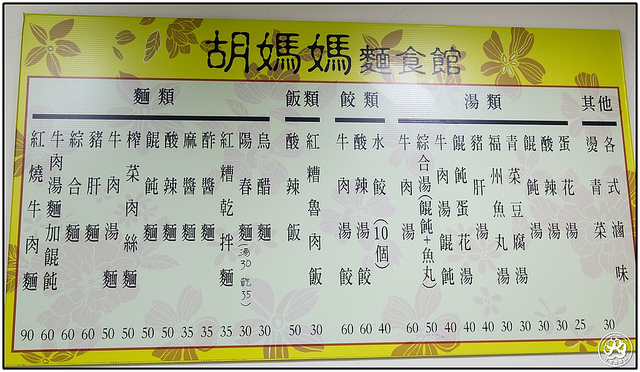 胡媽媽麵食館
麵類
紅燒牛肉麵 90
牛肉湯麵加餛飩 60
綜合麵 60
豬肝麵 60
牛肉湯麵 50
榨菜肉絲麵 50
餛飩麵 50
酸辣麵 50
麻醬麵 35
酢醬麵 35
紅糟乾拌麵 35
陽春麵(湯30 乾35) 30
烏醋麵 30
飯類
酸辣飯 50
紅糟魯肉飯 30
餃類
牛肉湯餃 60
酸辣湯餃 60
水餃(10個) 40
湯類
牛肉湯 60
綜合湯(餛飩+魚丸) 50
牛肉湯餛飩 40
餛飩蛋花湯 40
豬肝湯 40
福州魚丸湯 30
青菜豆腐湯 30
餛飩湯 30
酸辣湯 30
蛋花湯 25
其他
燙青菜 30
各式滷味